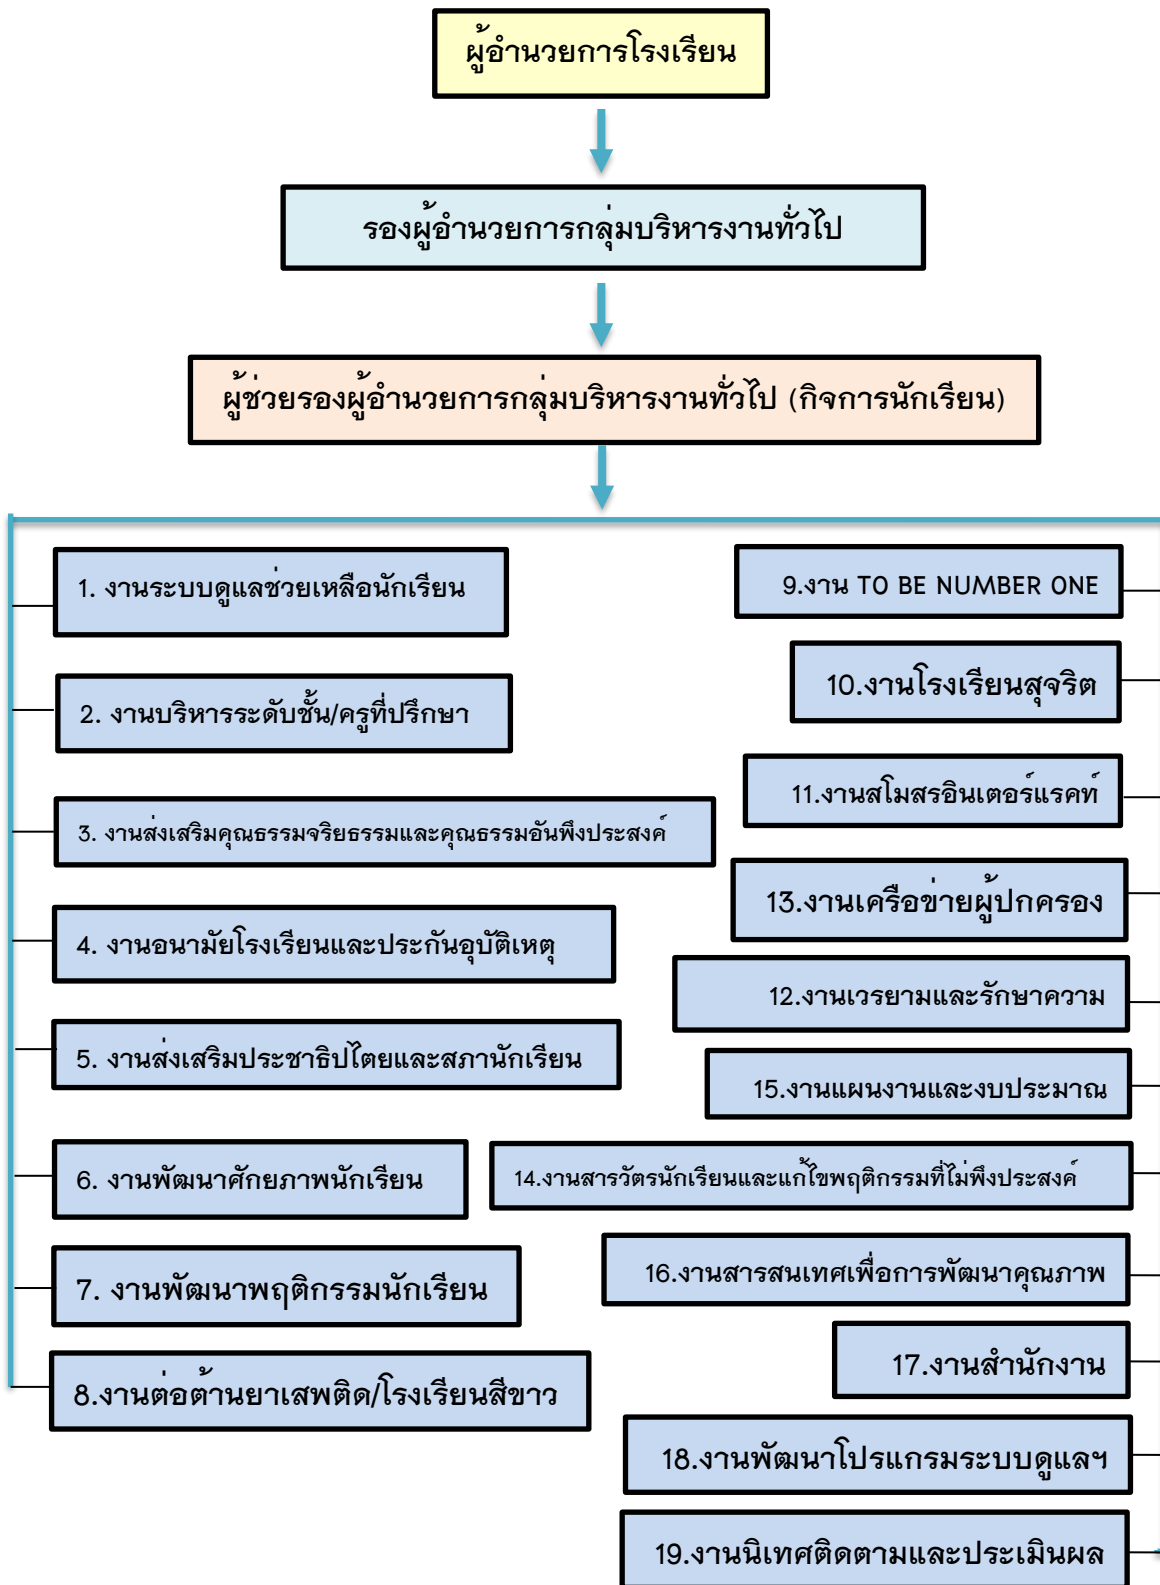 ผู้อำนวยการโรงเรียน
รองผู้อำนวยการกลุ่มบริหารงานทั่วไป
ผู้ช่วยรองผู้อำนวยการกลุ่มบริหารงานทั่วไป (กิจการนักเรียน)
1. งานระบบดูแลช่วยเหลือนักเรียน
2. งานบริหารระดับชั้น/ครูที่ปรึกษา
3. งานส่งเสริมคุณธรรมจริยธรรมและคุณธรรมอันพึงประสงค์
4. งานอนามัยโรงเรียนและประกันอุบัติเหตุ
5. งานส่งเสริมประชาธิปไตยและสภานักเรียน
6. งานพัฒนาศักยภาพนักเรียน
7. งานพัฒนาพฤติกรรมนักเรียน
8.งานต่อต้านยาเสพติด/โรงเรียนสีขาว
9.งาน TO BE NUMBER ONE
10.งานโรงเรียนสุจริต
11.งานสโมสรอินเตอร์แรคท์
13.งานเครือข่ายผู้ปกครอง
12.งานเวรยามและรักษาความ
15.งานแผนงานและงบประมาณ
14.งานสารวัตรนักเรียนและแก้ไขพฤติกรรมที่ไม่พึงประสงค์
16.งานสารสนเทศเพื่อการพัฒนาคุณภาพ
17.งานสำนักงาน
18.งานพัฒนาโปรแกรมระบบดูแลฯ
19.งานนิเทศติดตามและประเมินผล